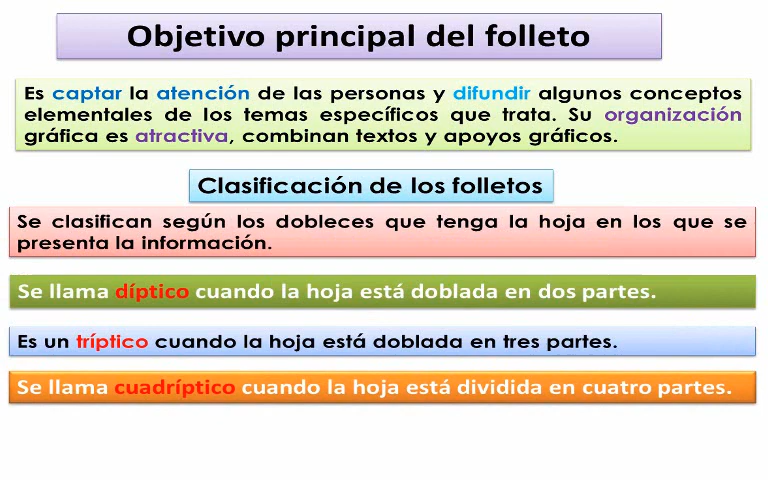 Objetivo principal del folleto
Es captar la atención de las personas y difundir algunos conceptos
elementales de los temas específicos que trata. Su organización
gráfica es atractiva, combinan textos y apoyos gráficos.
Clasificación de los folletos
Se clasifican según los dobleces que tenga la hoja en los que se
presenta la información.
Se llama díptico cuando la hoja está doblada en dos partes.
Es un tríptico cuando la hoja está doblada en tres partes.
Se llama cuadríptico cuando la hoja está dividida en cuatro partes.